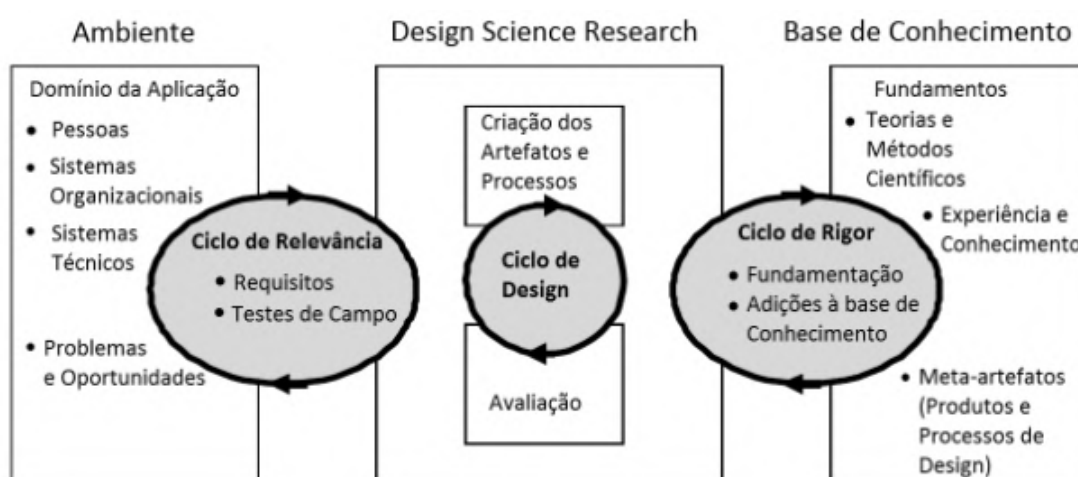 Ambiente
Domínio da Aplicação
• Pessoas
• Sistemas
Organizacionais
• Sistemas
Técnicos
• Problemas
e Oportunidades
Ciclo de Relevância
• Requisitos
• Testes de Campo
Design Science Research
Criação dos
Artefatos e
Processos
Ciclo de
Design
Avaliação
Ciclo de Rigor
• Fundamentação
• Adições à base de
Conhecimento
Base de Conhecimento
Fundamentos
• Teorias e
Métodos
Científicos
• Experiência e
Conhecimento
• Meta-artefatos
(Produtos e
Processos de
Design)